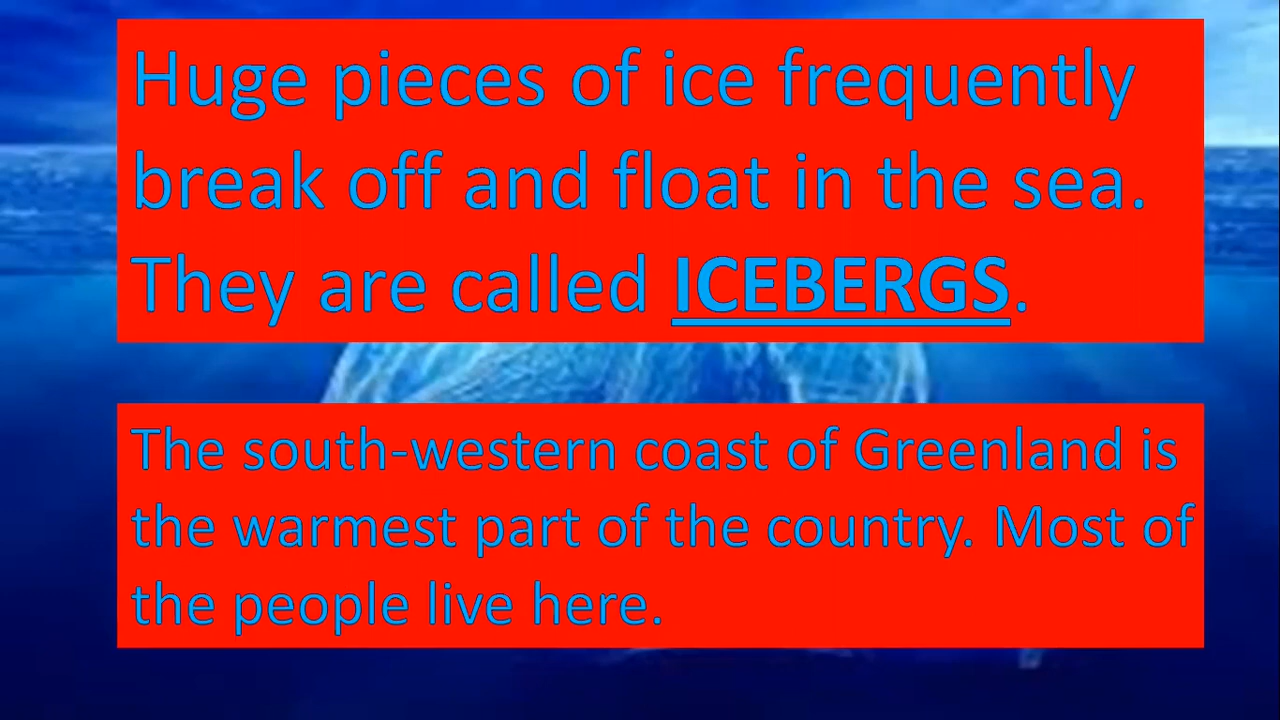 Huge pieces of ice frequently
break off and float in the sea.
They are called ICEBERGS.
The south-western coast of Greenland is
the warmest part of the country. Most of
the people live here.